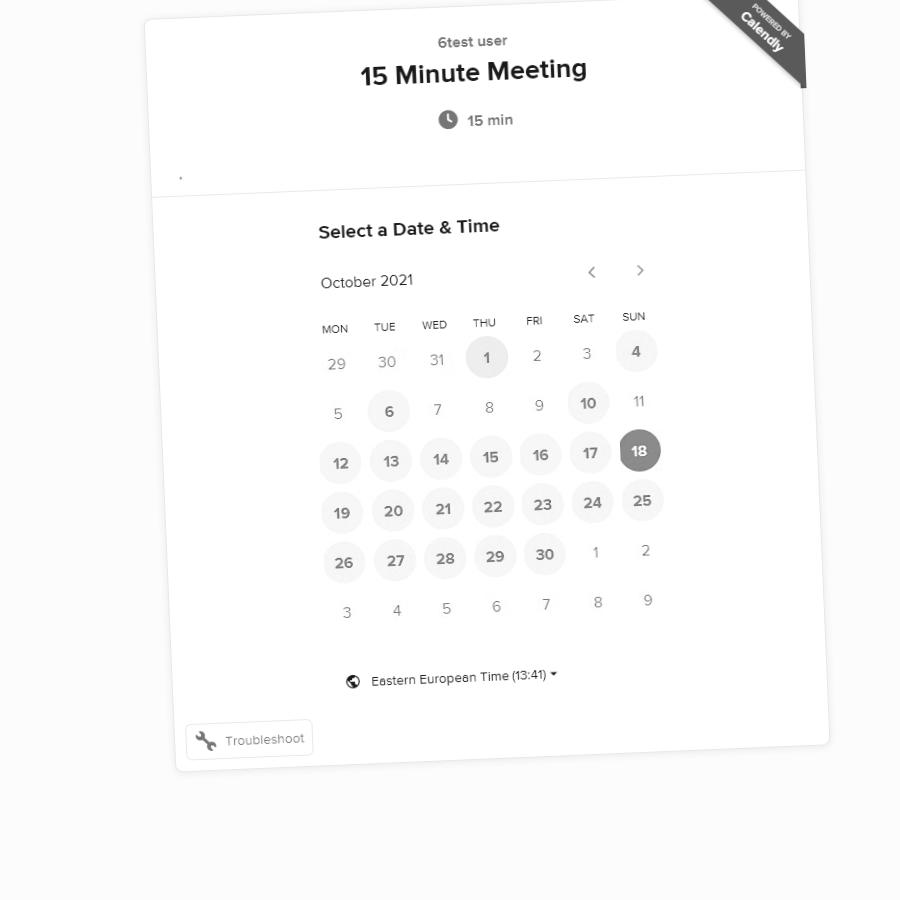 POWERED BY
Calendly
6test user
15 Minute Meeting
15 min
.
Select a Date & Time
October 2021
MON TUE WED THU FRI SAT SUN
29 30 31 1 2 3 4
5 6 7 8 9 10 11
12 13 14 15 16 17 18
19 20 21 22 23 24 25
26 27 28 29 30 1 2
3 4 5 6 7 8 9
Eastern European Time (13:41)
Troubleshoot